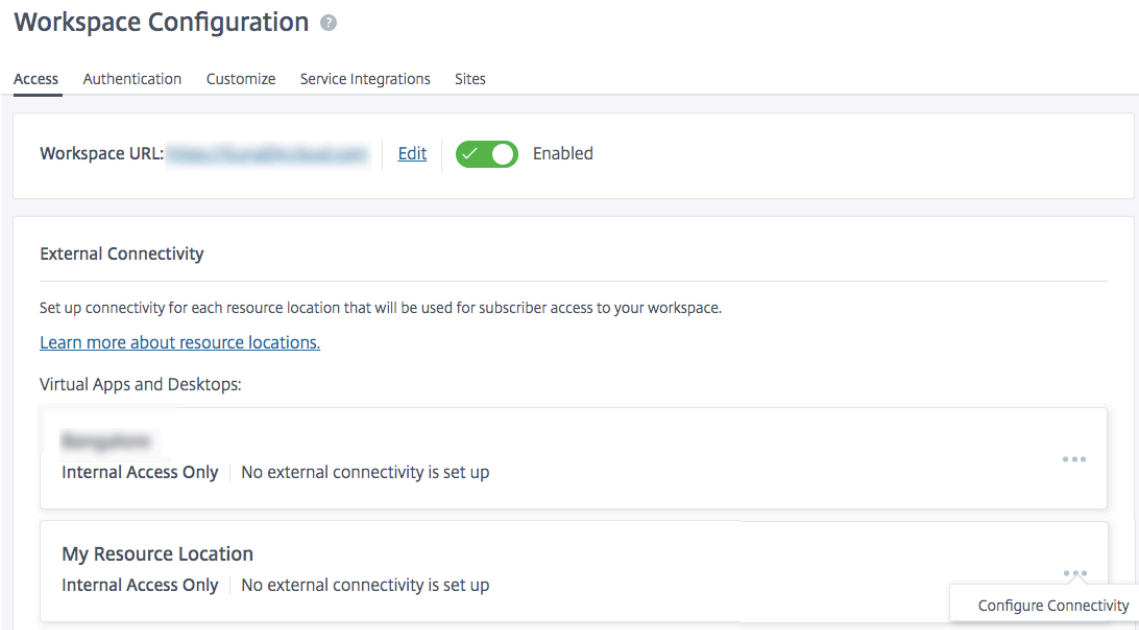 Workspace Configuration ?
Access Authentication Customize Service Integrations Sites
Workspace URL: Edit Enabled
External Connectivity
Set up connectivity for each resource location that will be used for subscriber access to your workspace.
Learn more about resource locations.
Virtual Apps and Desktops:
Internal Access Only No external connectivity is set up
My Resource Location
Internal Access Only No external connectivity is set up
Configure Connectivity